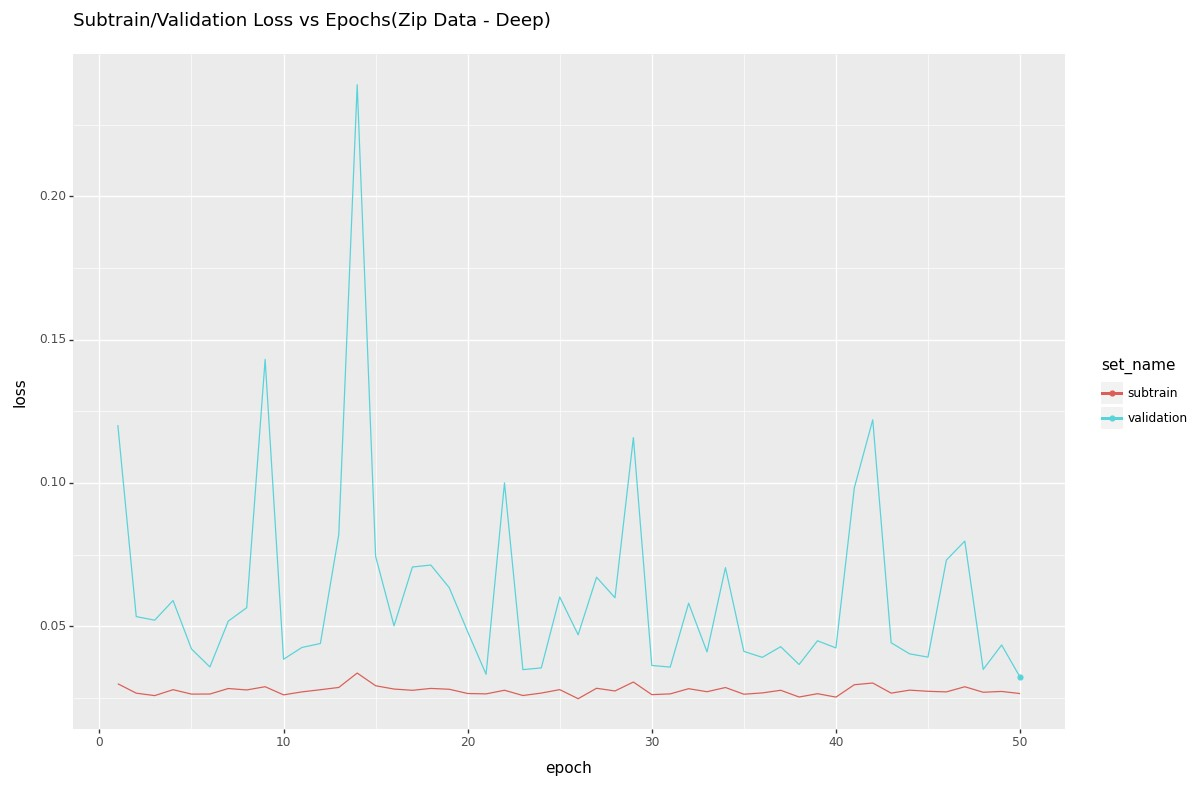 Subtrain/Validation Loss vs Epochs(Zip Data - Deep)
0.20
0.15
0.10
0.05
loss
0 10 20 30 40 50
epoch
set_name
subtrain
validation